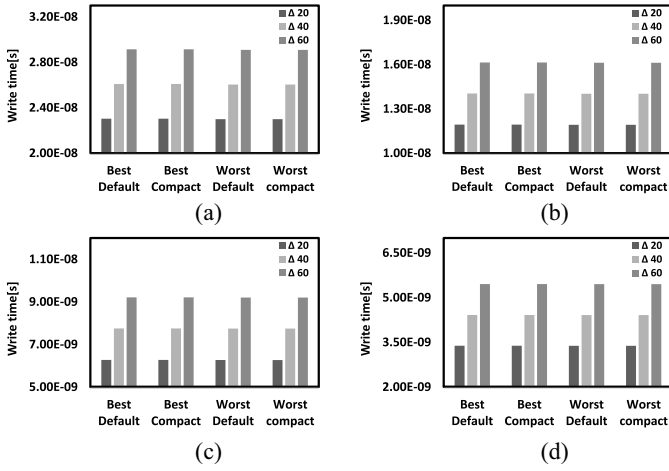 Write time[s]
3.20E-08
2.80E-08
2.40E-08
2.00E-08
Δ 20
Δ 40
Δ 60
Best Default
Best Compact
Worst Default
Worst compact
(a)
Write time[s]
1.90E-08
1.60E-08
1.30E-08
1.00E-08
Δ 20
Δ 40
Δ 60
Best Default
Best Compact
Worst Default
Worst compact
(b)
Write time[s]
1.10E-08
9.00E-09
7.00E-09
5.00E-09
Δ 20
Δ 40
Δ 60
Best Default
Best Compact
Worst Default
Worst compact
(c)
Write time[s]
6.50E-09
5.00E-09
3.50E-09
2.00E-09
Δ 20
Δ 40
Δ 60
Best Default
Best Compact
Worst Default
Worst compact
(d)